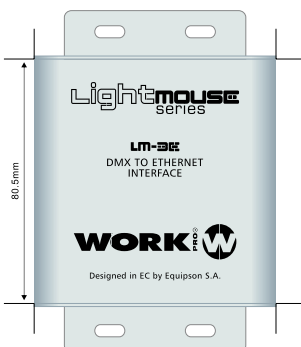 Lightmouse
series
LM-3E
DMX TO ETHERNET
INTERFACE
WORK PRO®
Designed in EC by Equipson S.A.
80.5mm